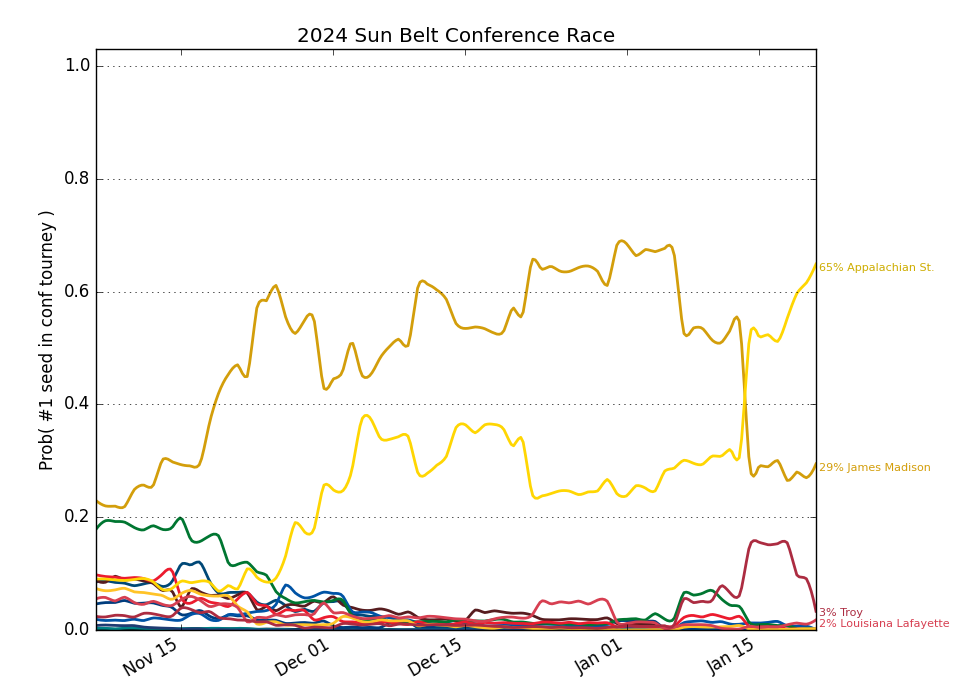 2024 Sun Belt Conference Race
Prob( #1 seed in conf tourney )
1.0
0.8
0.6
0.4
0.2
0.0
Nov 15
Dec 01
Dec 15
Jan 01
Jan 15
65% Appalachian St.
29% James Madison
3% Troy
2% Louisiana Lafayette